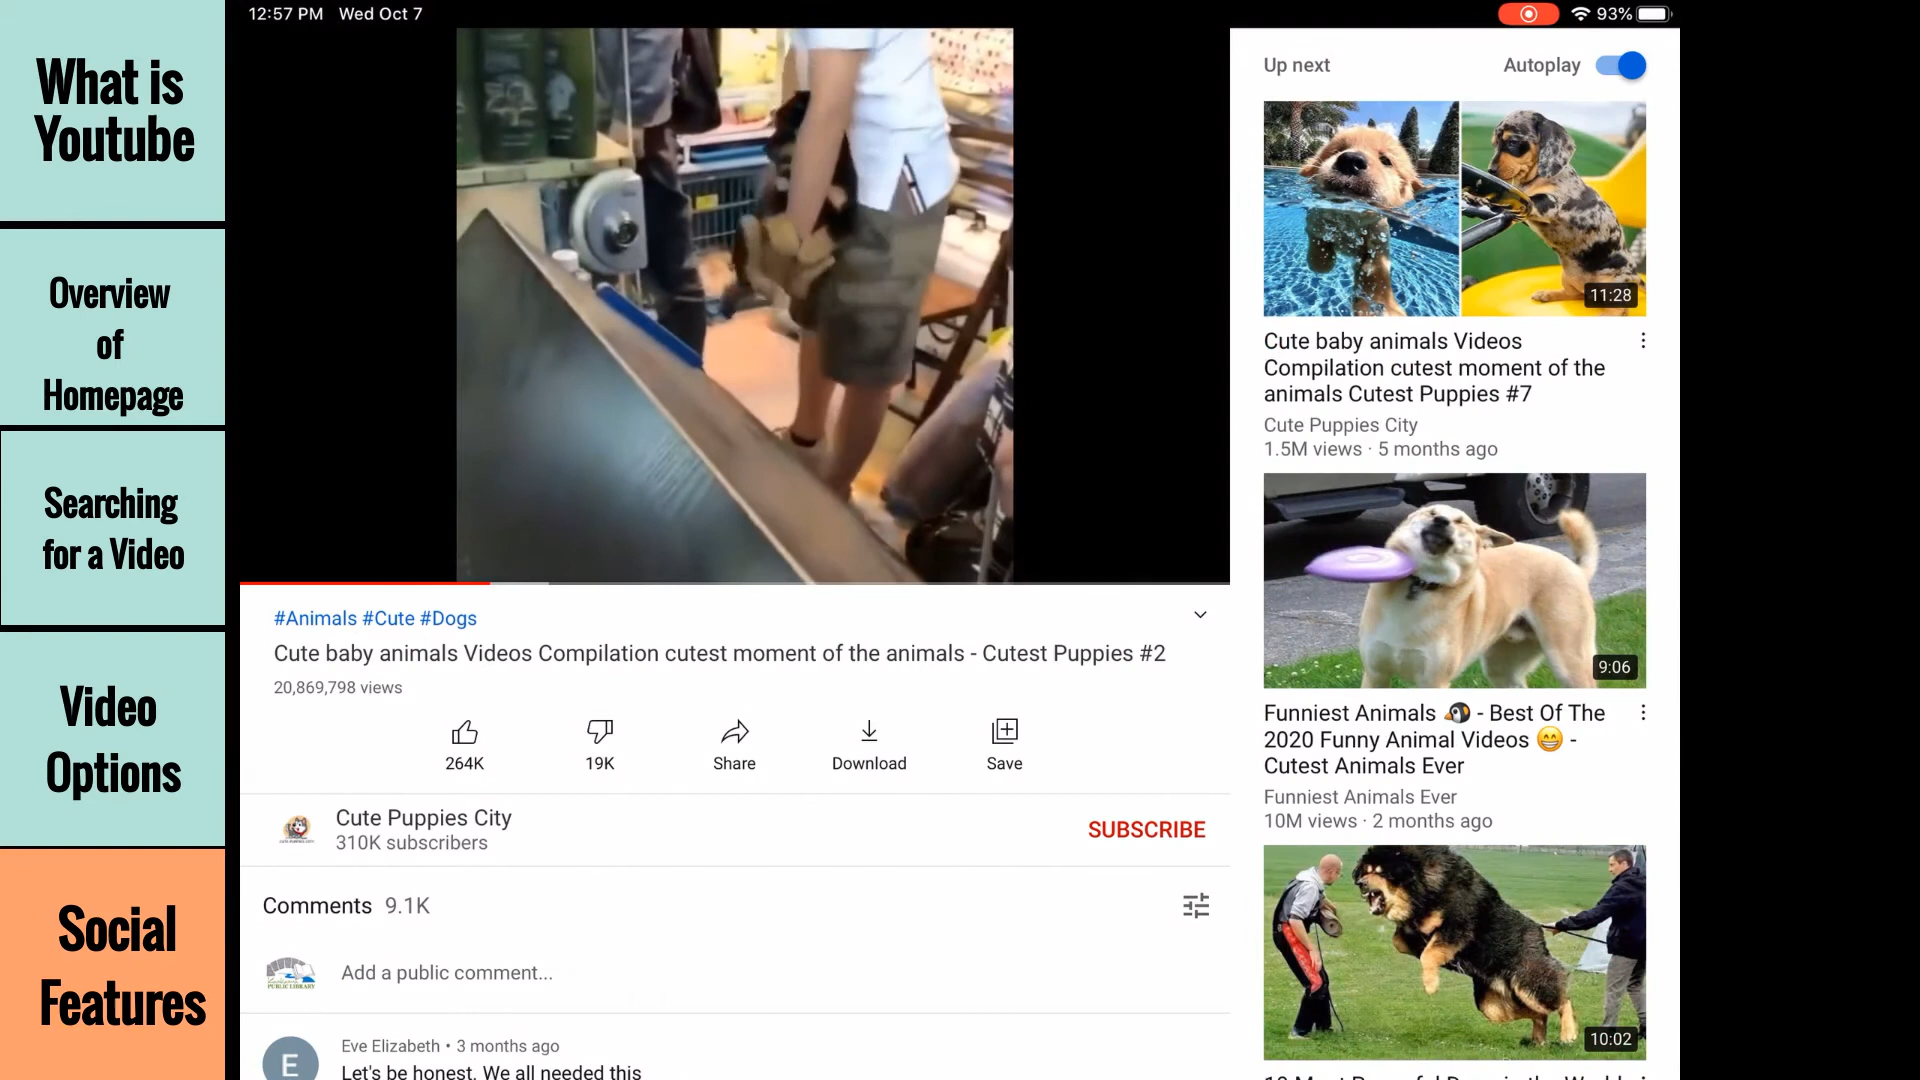 12:57 PM Wed Oct 7
93%
What is
Youtube
Overview
of
Homepage
Searching
for a Video
Video
Options
Social
Features
#Animals #Cute #Dogs
Cute baby animals Videos Compilation cutest moment of the animals - Cutest Puppies #2
20,869,798 views
264K
19K
Share
Download
Save
Cute Puppies City
310K subscribers
SUBSCRIBE
Comments 9.1K
PUBLIC LIBRARY
Add a public comment...
E
Eve Elizabeth • 3 months ago
Let's be honest. We all needed this
Up next
Autoplay
11:28
Cute baby animals Videos
Compilation cutest moment of the
animals Cutest Puppies #7
Cute Puppies City
1.5M views · 5 months ago
9:06
Funniest Animals 🐧 - Best Of The
2020 Funny Animal Videos 😁 -
Cutest Animals Ever
Funniest Animals Ever
10M views · 2 months ago
10:02